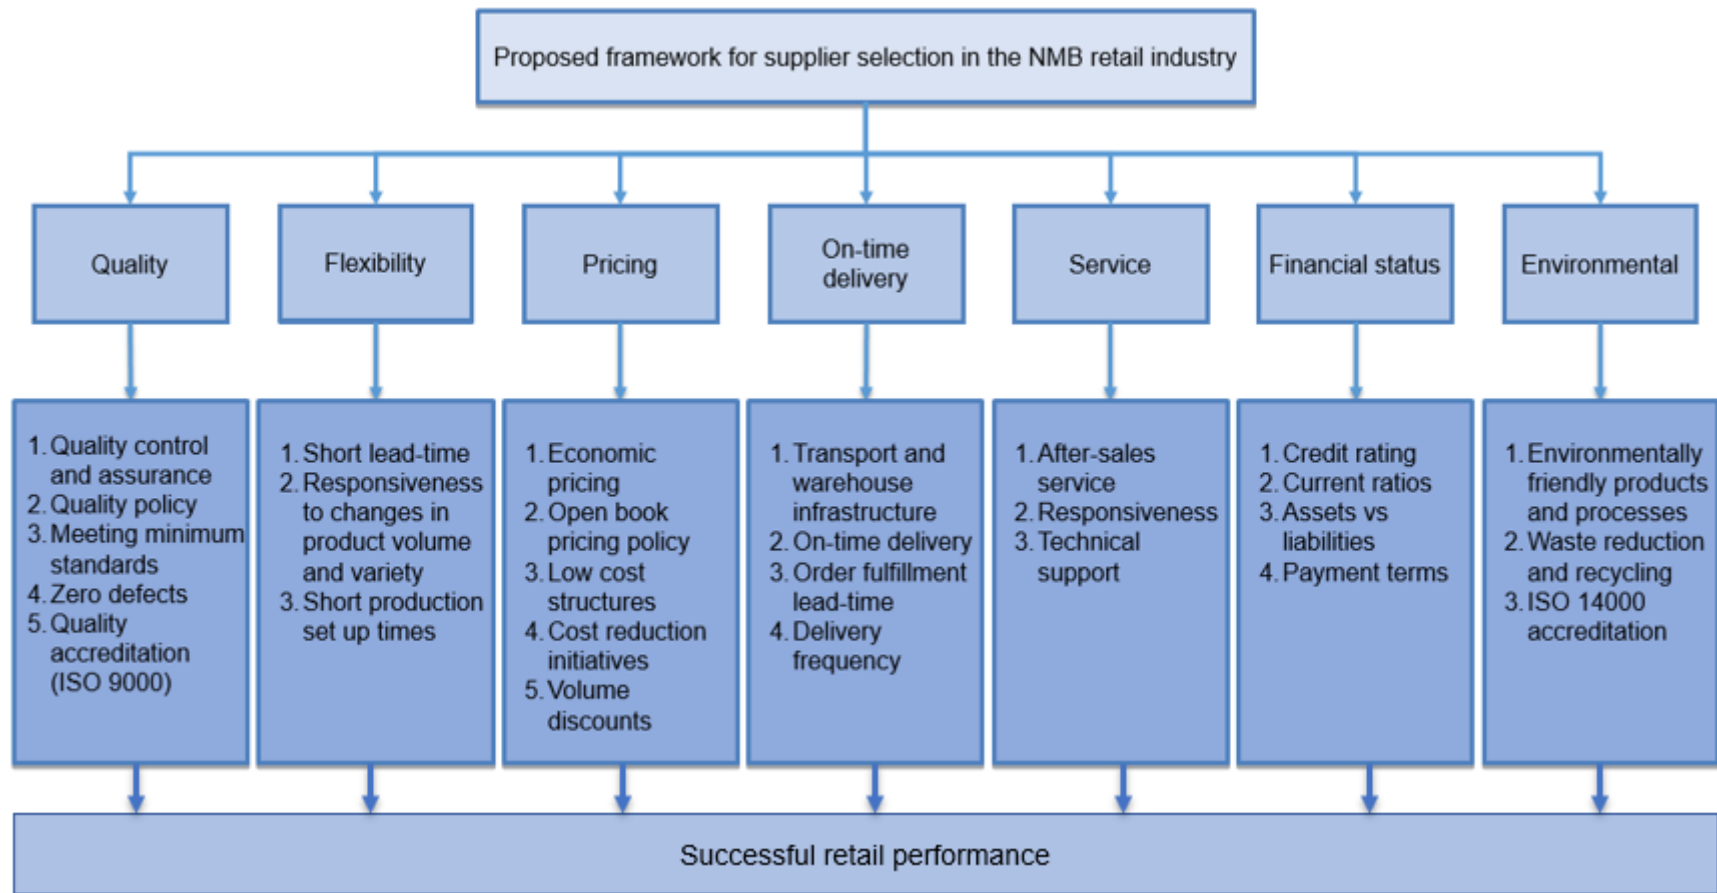 Proposed framework for supplier selection in the NMB retail industry
Quality
Flexibility
Pricing
On-time
delivery
Service
Financial status
Environmental
1. Quality control
and assurance
2. Quality policy
3. Meeting minimum
standards
4. Zero defects
5. Quality
accreditation
(ISO 9000)
1. Short lead-time
2. Responsiveness
to changes in
product volume
and variety
3. Short production
set up times
1. Economic
pricing
2. Open book
pricing policy
3. Low cost
structures
4. Cost reduction
initiatives
5. Volume
discounts
1. Transport and
warehouse
infrastructure
2. On-time delivery
3. Order fulfillment
lead-time
4. Delivery
frequency
1. After-sales
service
2. Responsiveness
3. Technical
support
1. Credit rating
2. Current ratios
3. Assets vs
liabilities
4. Payment terms
1. Environmentally
friendly products
and processes
2. Waste reduction
and recycling
3. ISO 14000
accreditation
Successful retail performance